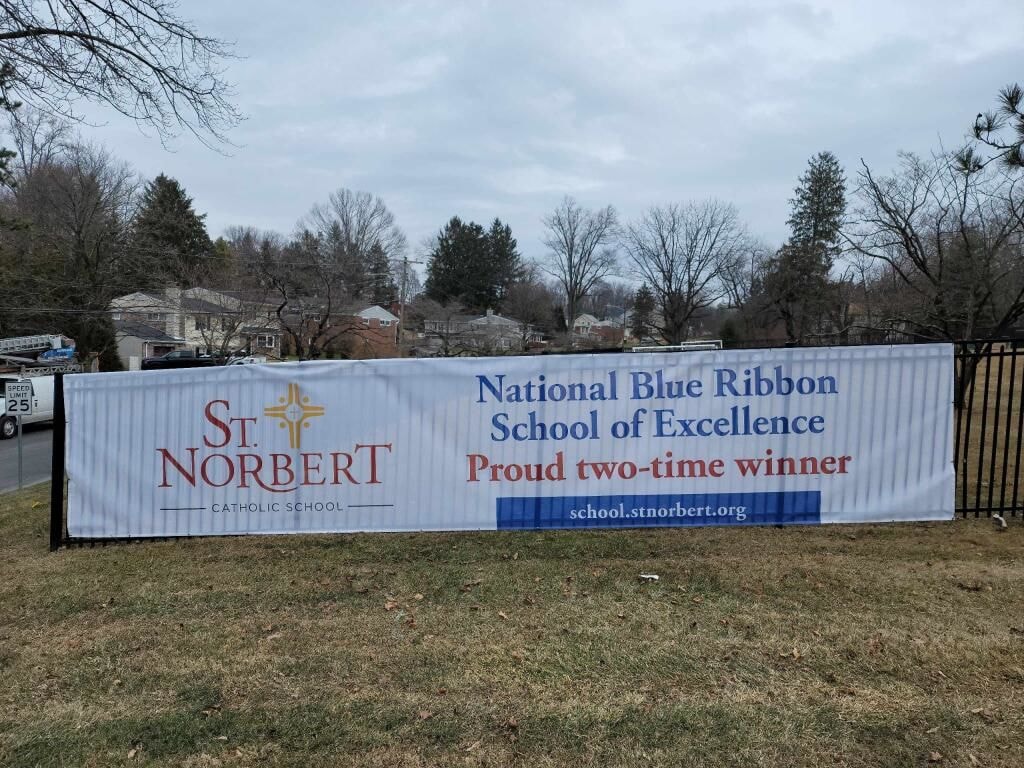 SPEED
LIMIT
25
ST.
NORBERT
CATHOLIC SCHOOL
National Blue Ribbon
School of Excellence
Proud two-time winner
school.stnorbert.org